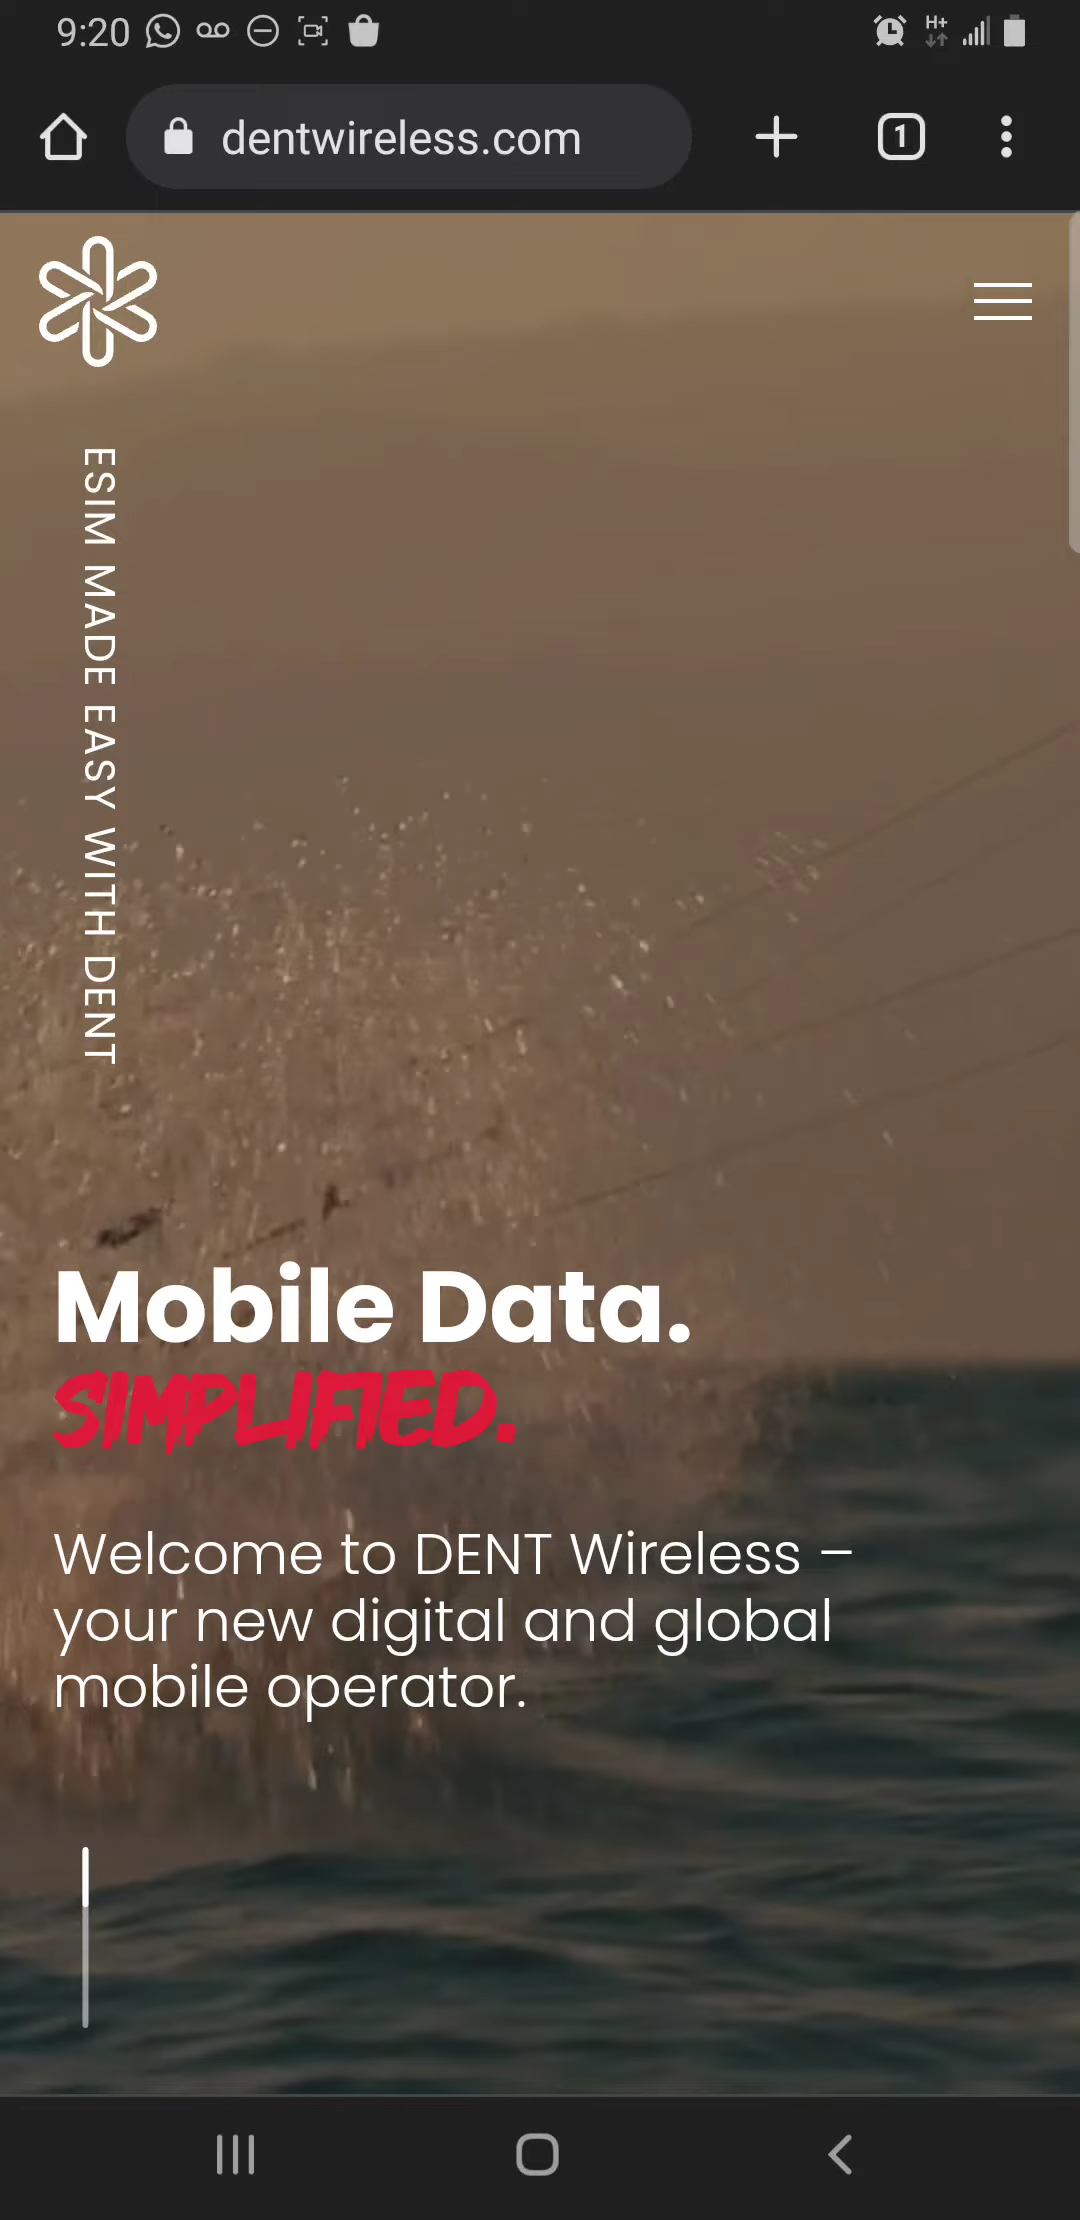 9:20
H+
dentwireless.com
1
ESIM MADE EASY WITH DENT
Mobile Data.
SIMPLIFIED.
Welcome to DENT Wireless –
your new digital and global
mobile operator.